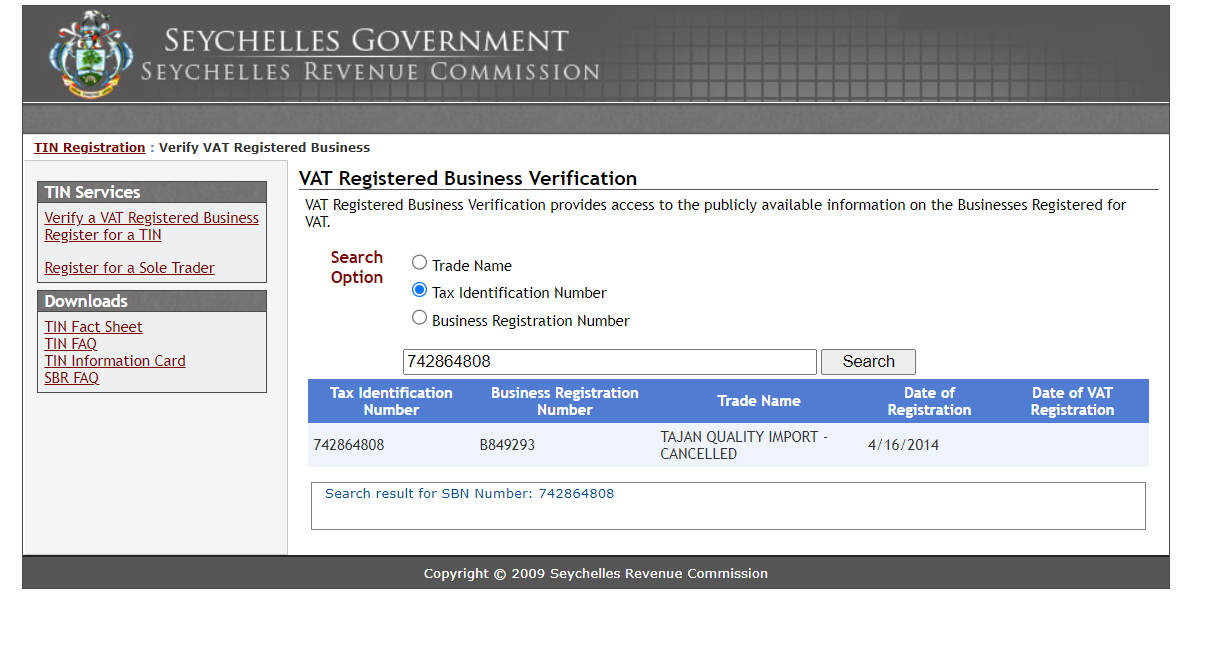 SEYCHELLES GOVERNMENT
SEYCHELLES REVENUE COMMISSION
TIN Registration : Verify VAT Registered Business
TIN Services
Verify a VAT Registered Business
Register for a TIN
Register for a Sole Trader
Downloads
TIN Fact Sheet
TIN FAQ
TIN Information Card
SBR FAQ
VAT Registered Business Verification
VAT Registered Business Verification provides access to the publicly available information on the Businesses Registered for
VAT.
Search
Option
Trade Name
Tax Identification Number
Business Registration Number
742864808
Search
Tax Identification
Number
Business Registration
Number
Trade Name
Date of
Registration
Date of VAT
Registration
742864808
B849293
TAJAN QUALITY IMPORT -
CANCELLED
4/16/2014
Search result for SBN Number: 742864808
Copyright © 2009 Seychelles Revenue Commission